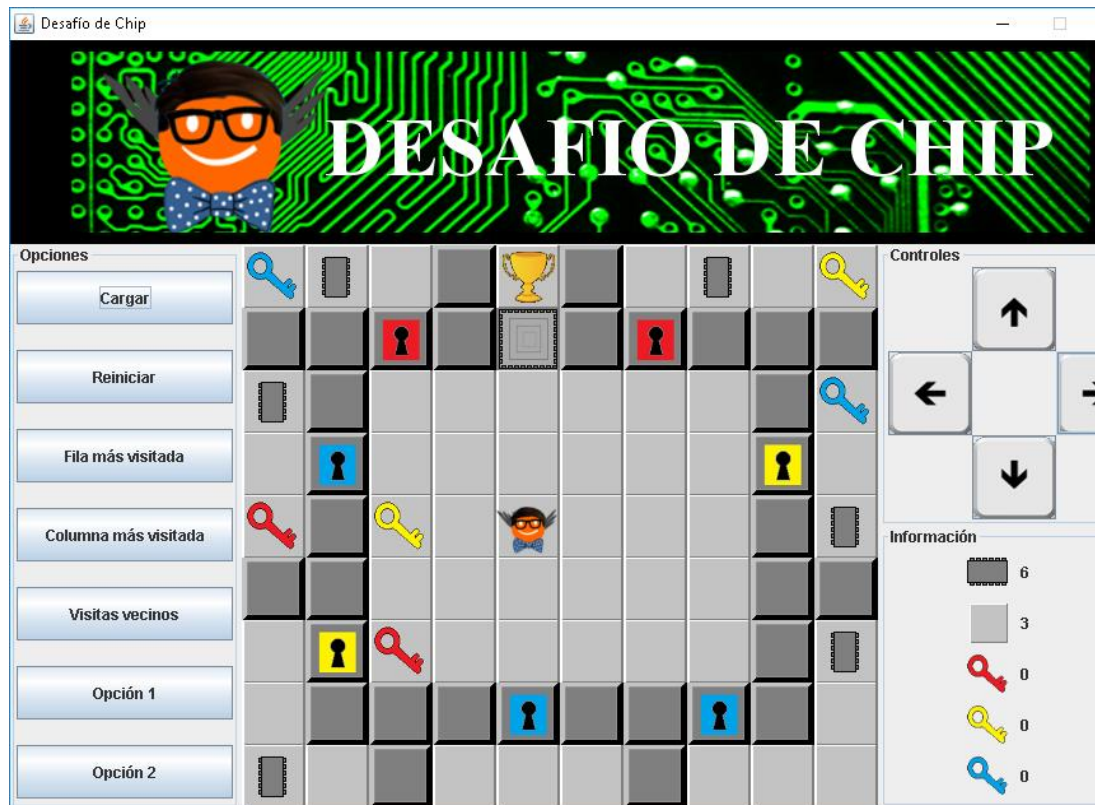 Desafío de Chip
DESAFIO DE CHIP
Opciones
Cargar
Reiniciar
Fila más visitada
Columna más visitada
Visitas vecinos
Opción 1
Opción 2
Controles
Información
6
3
0
0
0